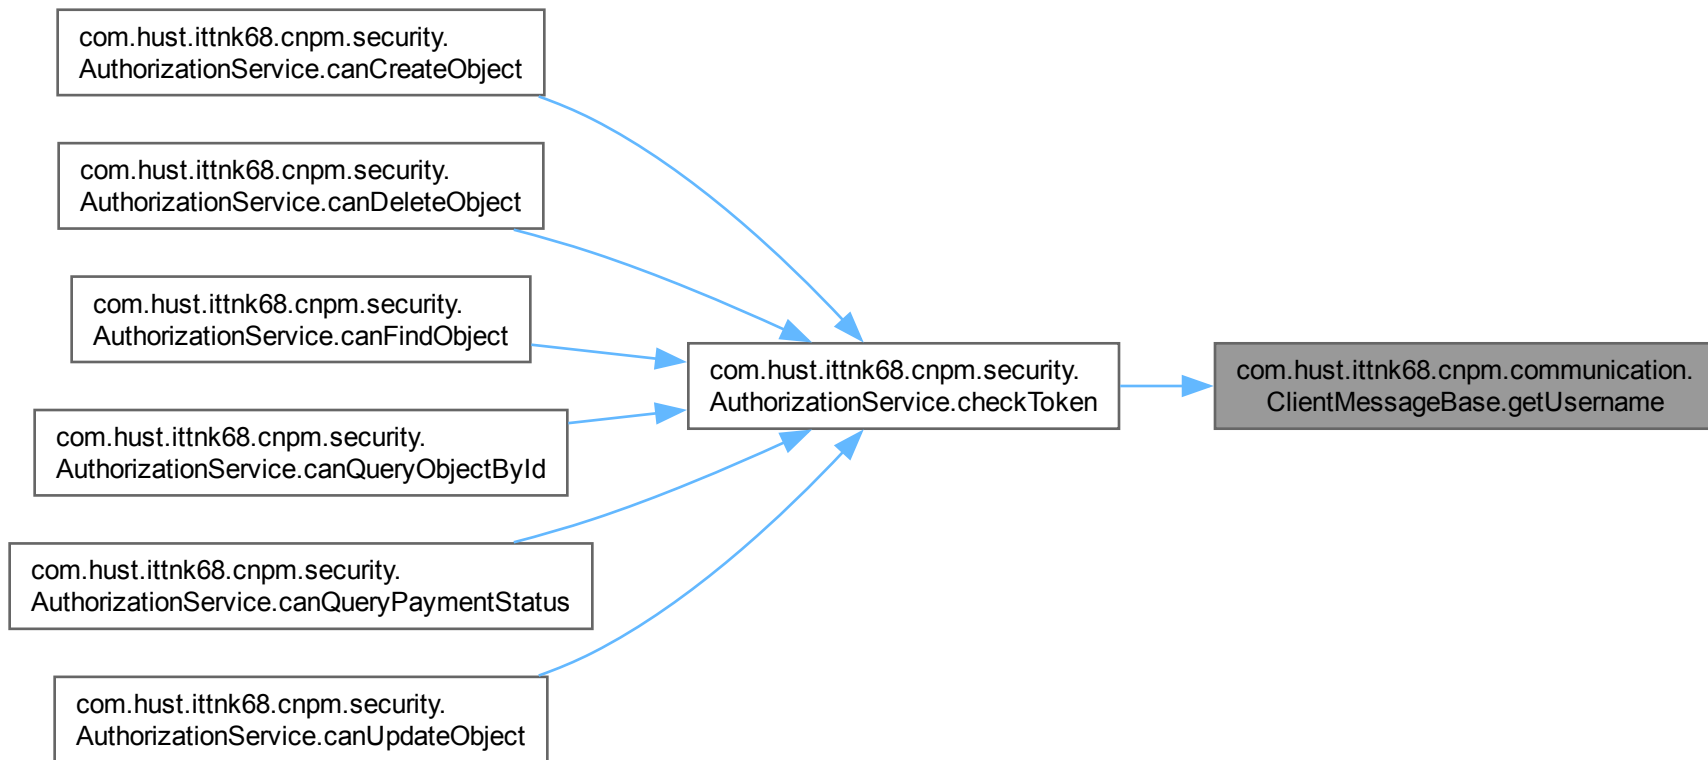 com.hust.ittnk68.cnpm.security.
AuthorizationService.canCreateObject
com.hust.ittnk68.cnpm.security.
AuthorizationService.canDeleteObject
com.hust.ittnk68.cnpm.security.
AuthorizationService.canFindObject
com.hust.ittnk68.cnpm.security.
AuthorizationService.canQueryObjectById
com.hust.ittnk68.cnpm.security.
AuthorizationService.canQueryPaymentStatus
com.hust.ittnk68.cnpm.security.
AuthorizationService.canUpdateObject
com.hust.ittnk68.cnpm.security.
AuthorizationService.checkToken
com.hust.ittnk68.cnpm.communication.
ClientMessageBase.getUsername